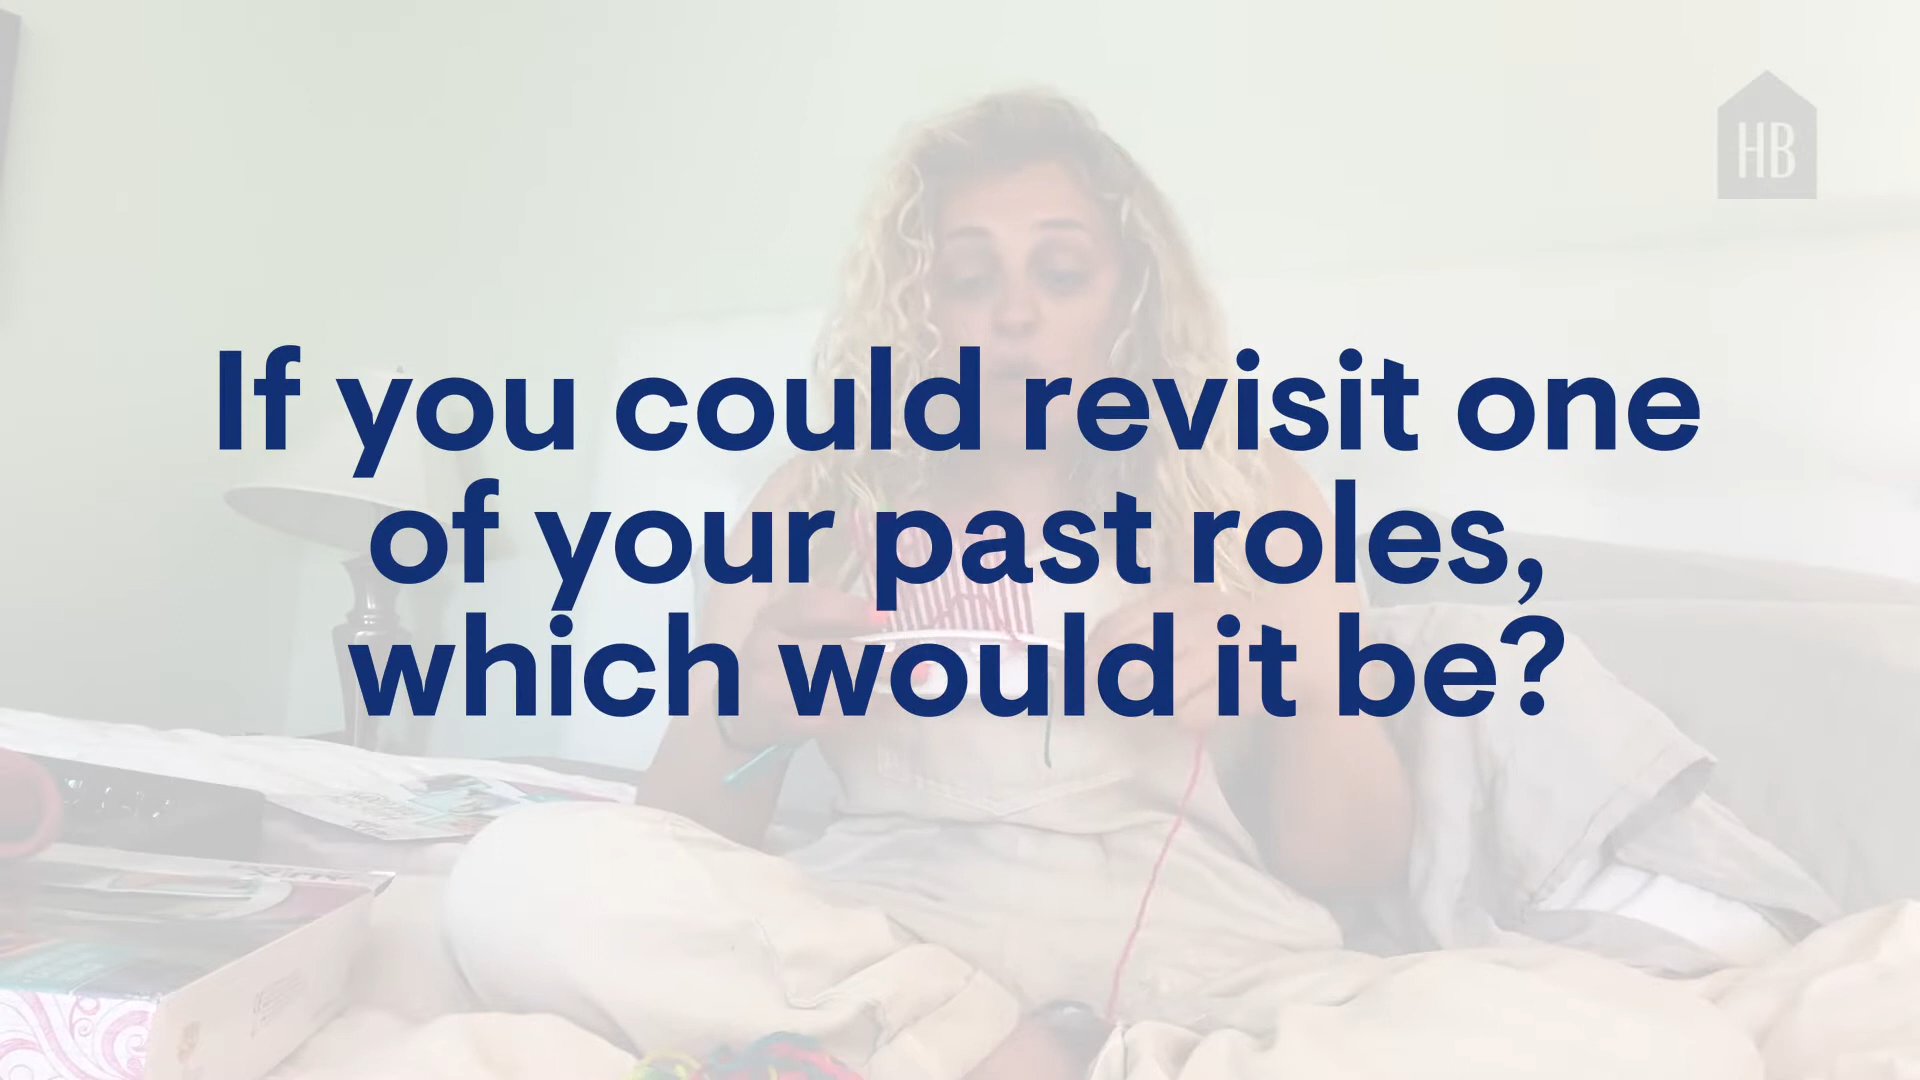 HB
If you could revisit one
of your past roles,
which would it be?